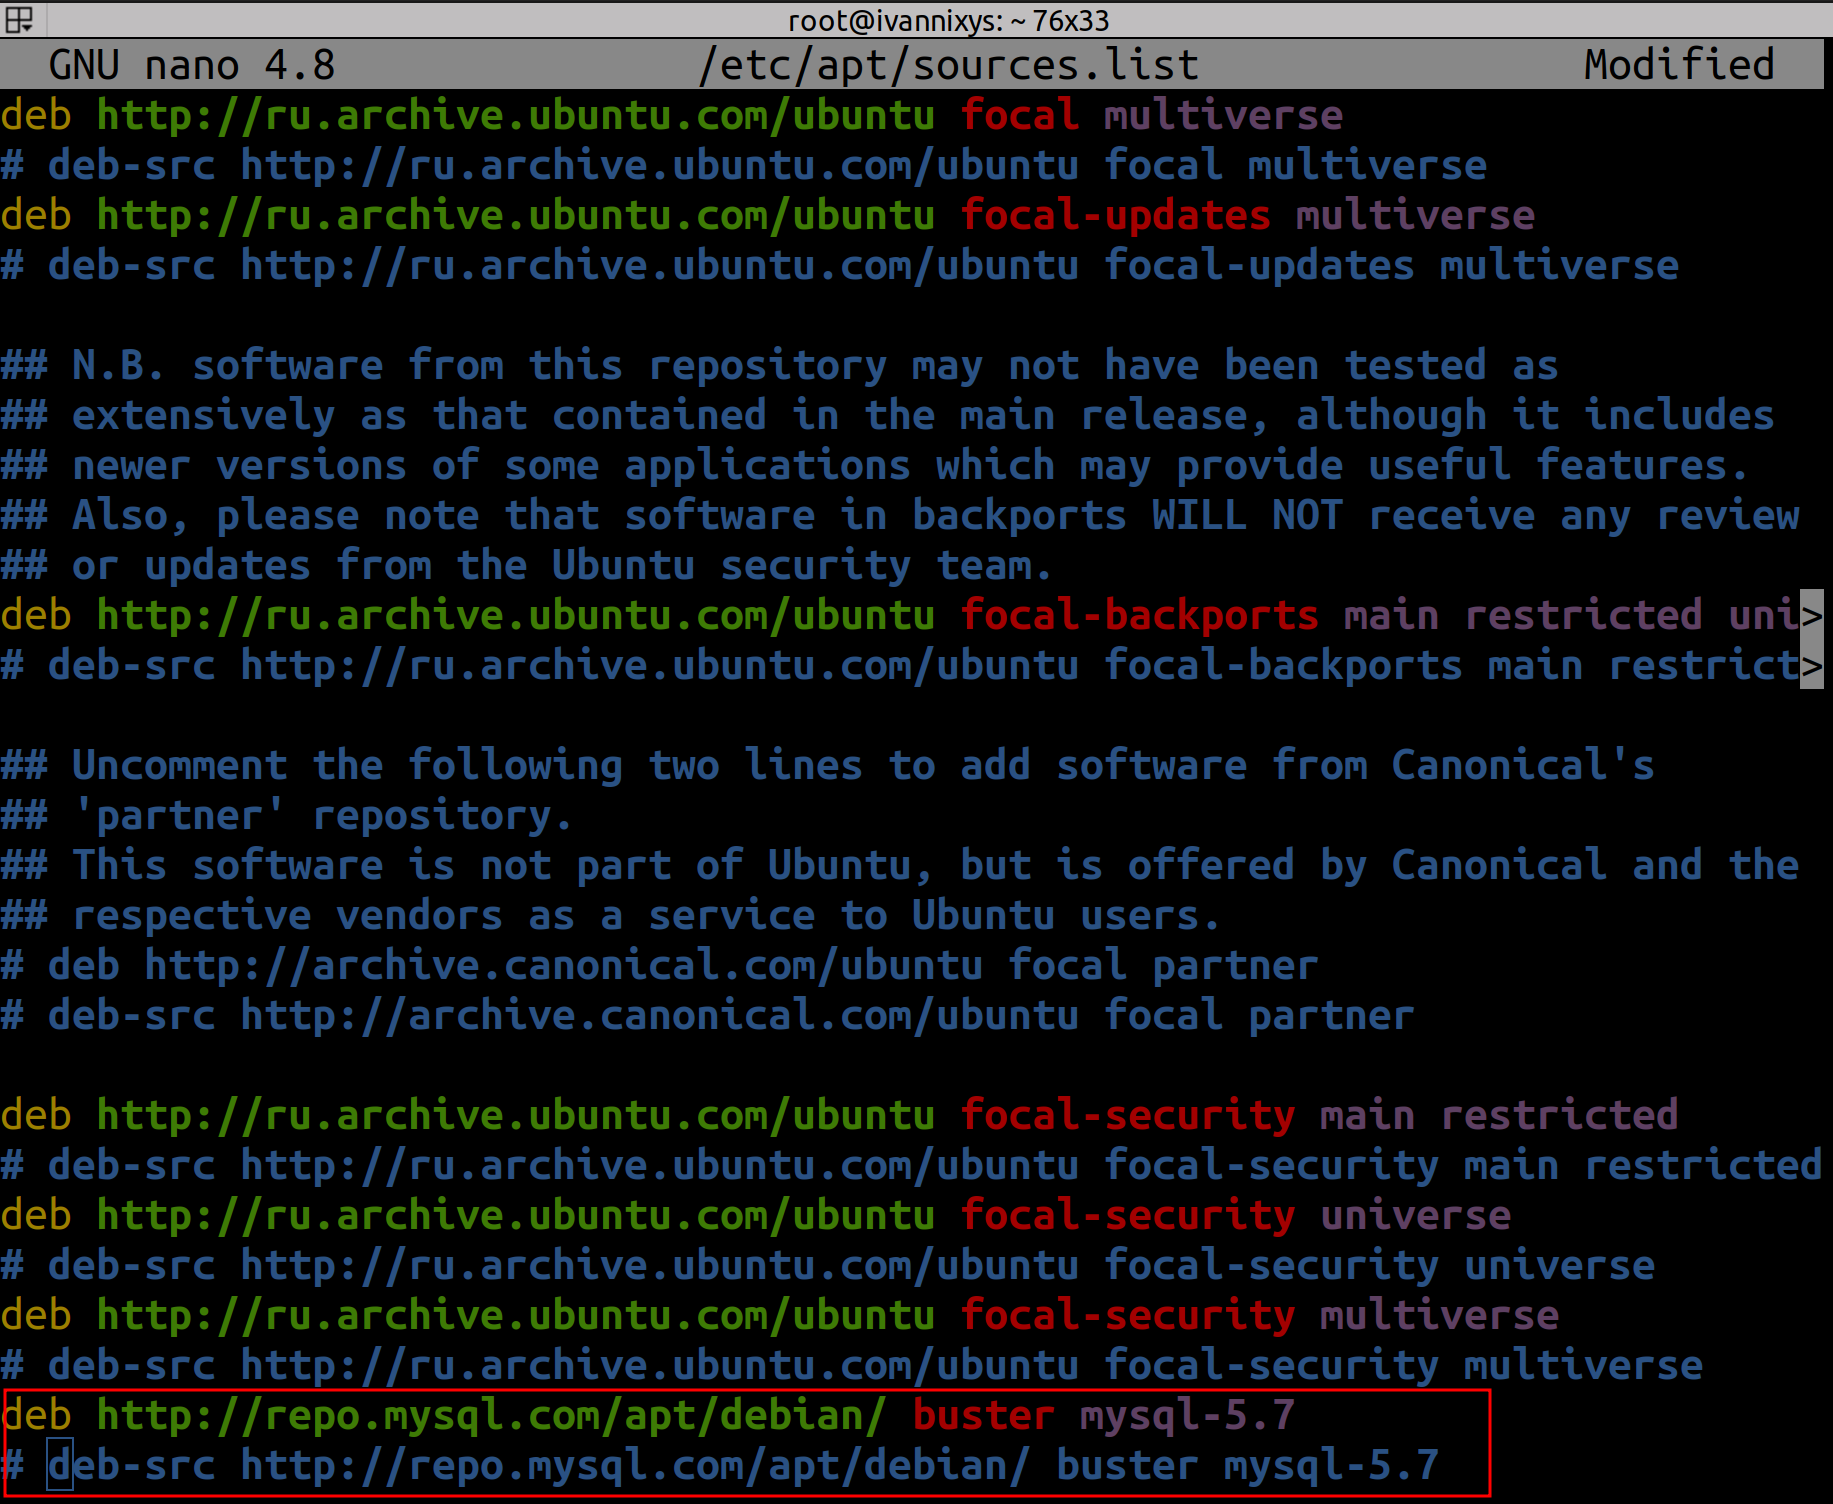 root@ivannixys: ~ 76x33
GNU nano 4.8 /etc/apt/sources.list Modified
deb http://ru.archive.ubuntu.com/ubuntu focal multiverse
# deb-src http://ru.archive.ubuntu.com/ubuntu focal multiverse
deb http://ru.archive.ubuntu.com/ubuntu focal-updates multiverse
# deb-src http://ru.archive.ubuntu.com/ubuntu focal-updates multiverse
## N.B. software from this repository may not have been tested as
## extensively as that contained in the main release, although it includes
## newer versions of some applications which may provide useful features.
## Also, please note that software in backports WILL NOT receive any review
## or updates from the Ubuntu security team.
deb http://ru.archive.ubuntu.com/ubuntu focal-backports main restricted uni>
# deb-src http://ru.archive.ubuntu.com/ubuntu focal-backports main restrict>
## Uncomment the following two lines to add software from Canonical's
## 'partner' repository.
## This software is not part of Ubuntu, but is offered by Canonical and the
## respective vendors as a service to Ubuntu users.
# deb http://archive.canonical.com/ubuntu focal partner
# deb-src http://archive.canonical.com/ubuntu focal partner
deb http://ru.archive.ubuntu.com/ubuntu focal-security main restricted
# deb-src http://ru.archive.ubuntu.com/ubuntu focal-security main restricted
deb http://ru.archive.ubuntu.com/ubuntu focal-security universe
# deb-src http://ru.archive.ubuntu.com/ubuntu focal-security universe
deb http://ru.archive.ubuntu.com/ubuntu focal-security multiverse
# deb-src http://ru.archive.ubuntu.com/ubuntu focal-security multiverse
deb http://repo.mysql.com/apt/debian/ buster mysql-5.7
# deb-src http://repo.mysql.com/apt/debian/ buster mysql-5.7